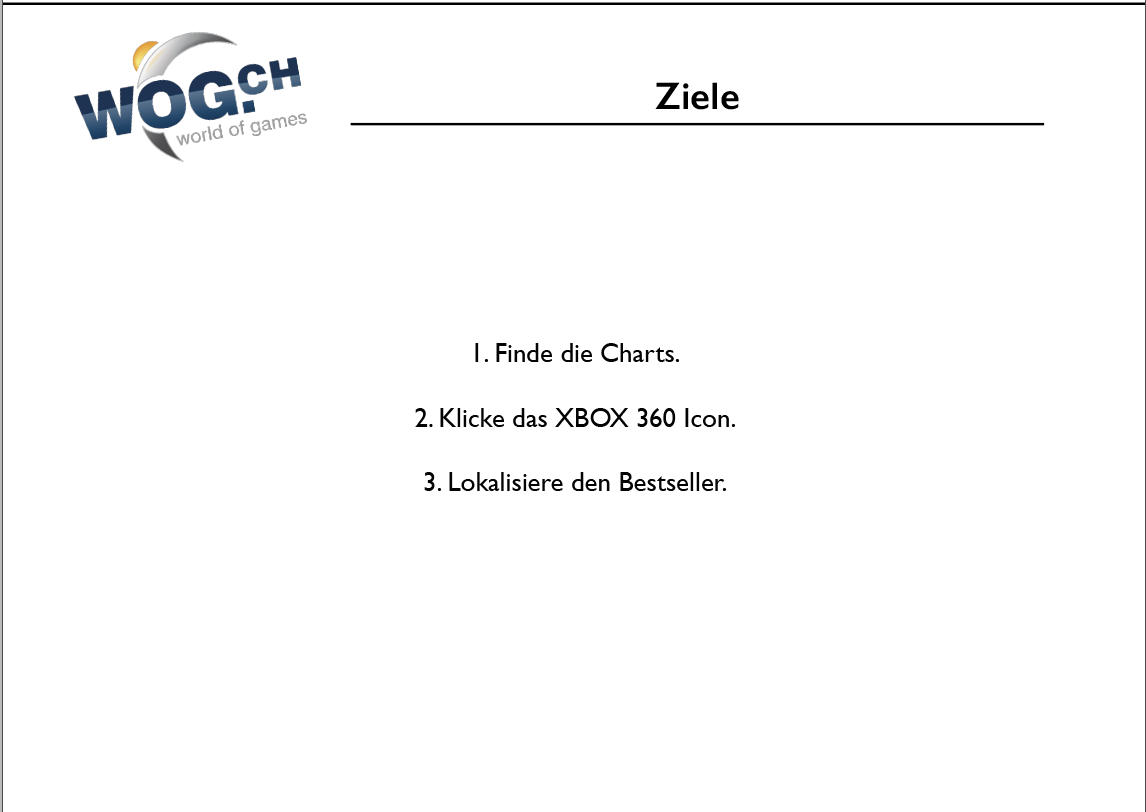 WOG.CH
world of games
Ziele
1. Finde die Charts.
2. Klicke das XBOX 360 Icon.
3. Lokalisiere den Bestseller.